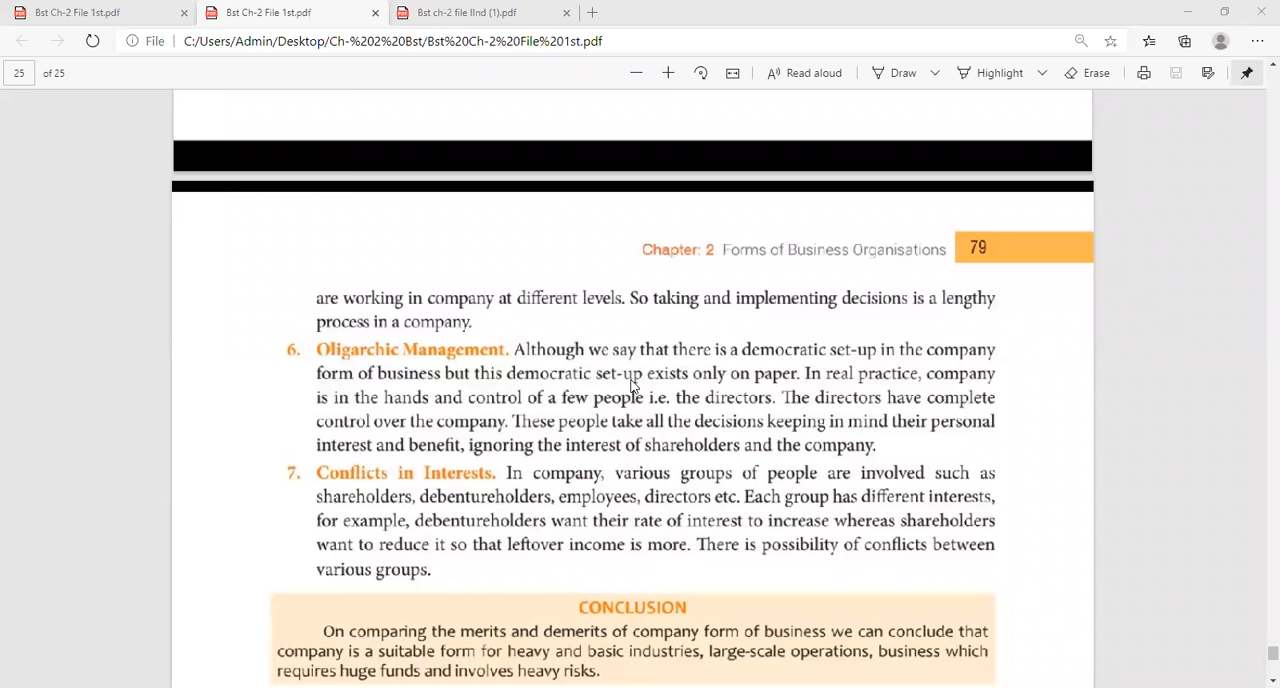 Bst Ch-2 File 1st.pdf
Bst Ch-2 File 1st.pdf
Bst ch-2 file IInd (1).pdf
File
C:/Users/Admin/Desktop/Ch-%202%20Bst/Bst%20Ch-2%20File%201st.pdf
25 of 25
Read aloud
Draw
Highlight
Erase
Chapter: 2 Forms of Business Organisations 79
are working in company at different levels. So taking and implementing decisions is a lengthy
process in a company.
6. Oligarchic Management. Although we say that there is a democratic set-up in the company
form of business but this democratic set-up exists only on paper. In real practice, company
is in the hands and control of a few people i.e. the directors. The directors have complete
control over the company. These people take all the decisions keeping in mind their personal
interest and benefit, ignoring the interest of shareholders and the company.
7. Conflicts in Interests. In company, various groups of people are involved such as
shareholders, debentureholders, employees, directors etc. Each group has different interests,
for example, debentureholders want their rate of interest to increase whereas shareholders
want to reduce it so that leftover income is more. There is possibility of conflicts between
various groups.
CONCLUSION
On comparing the merits and demerits of company form of business we can conclude that
company is a suitable form for heavy and basic industries, large-scale operations, business which
requires huge funds and involves heavy risks.